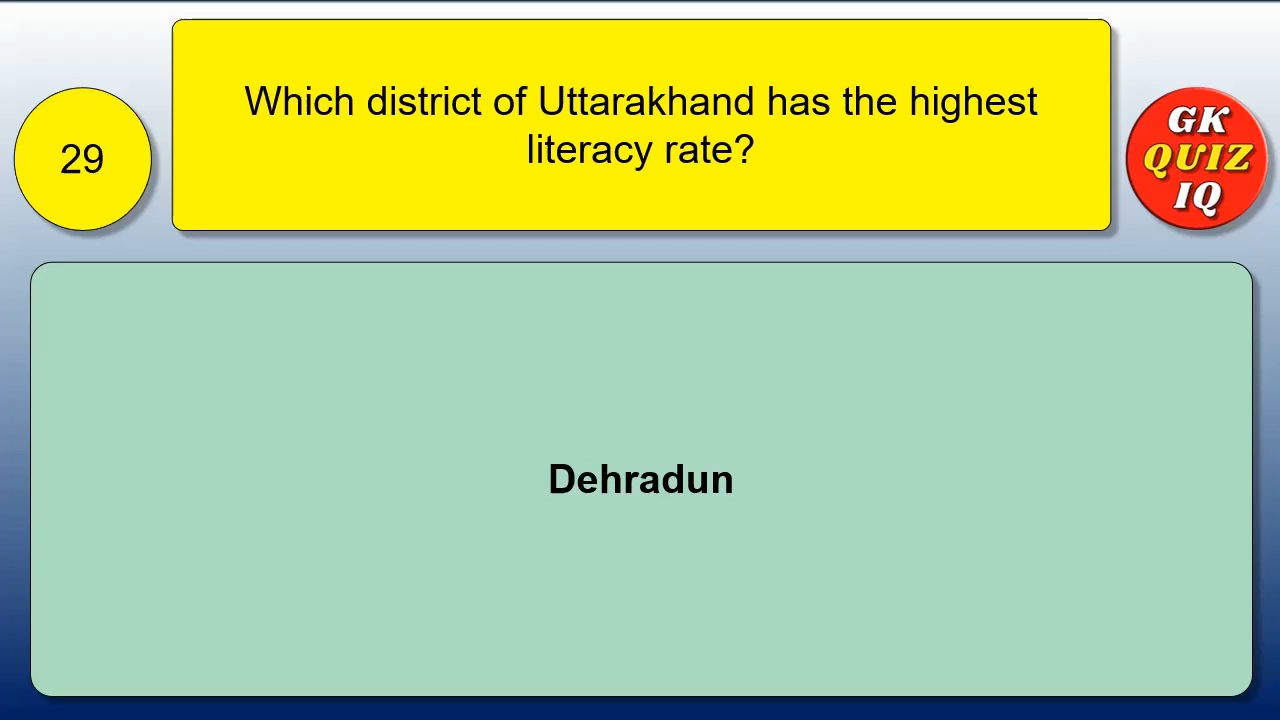 29
Which district of Uttarakhand has the highest
literacy rate?
GK
QUIZ
IQ
Dehradun